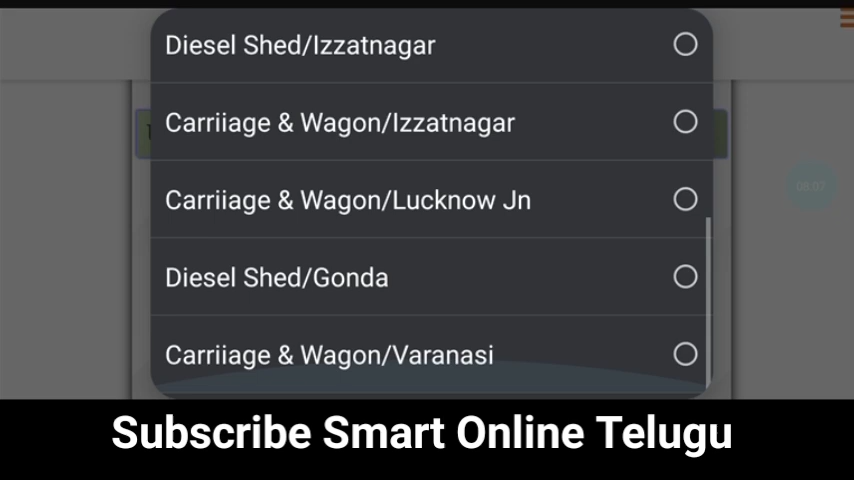 Diesel Shed/Izzatnagar
Carriiage & Wagon/Izzatnagar
Carriiage & Wagon/Lucknow Jn
Diesel Shed/Gonda
Carriiage & Wagon/Varanasi
Subscribe Smart Online Telugu